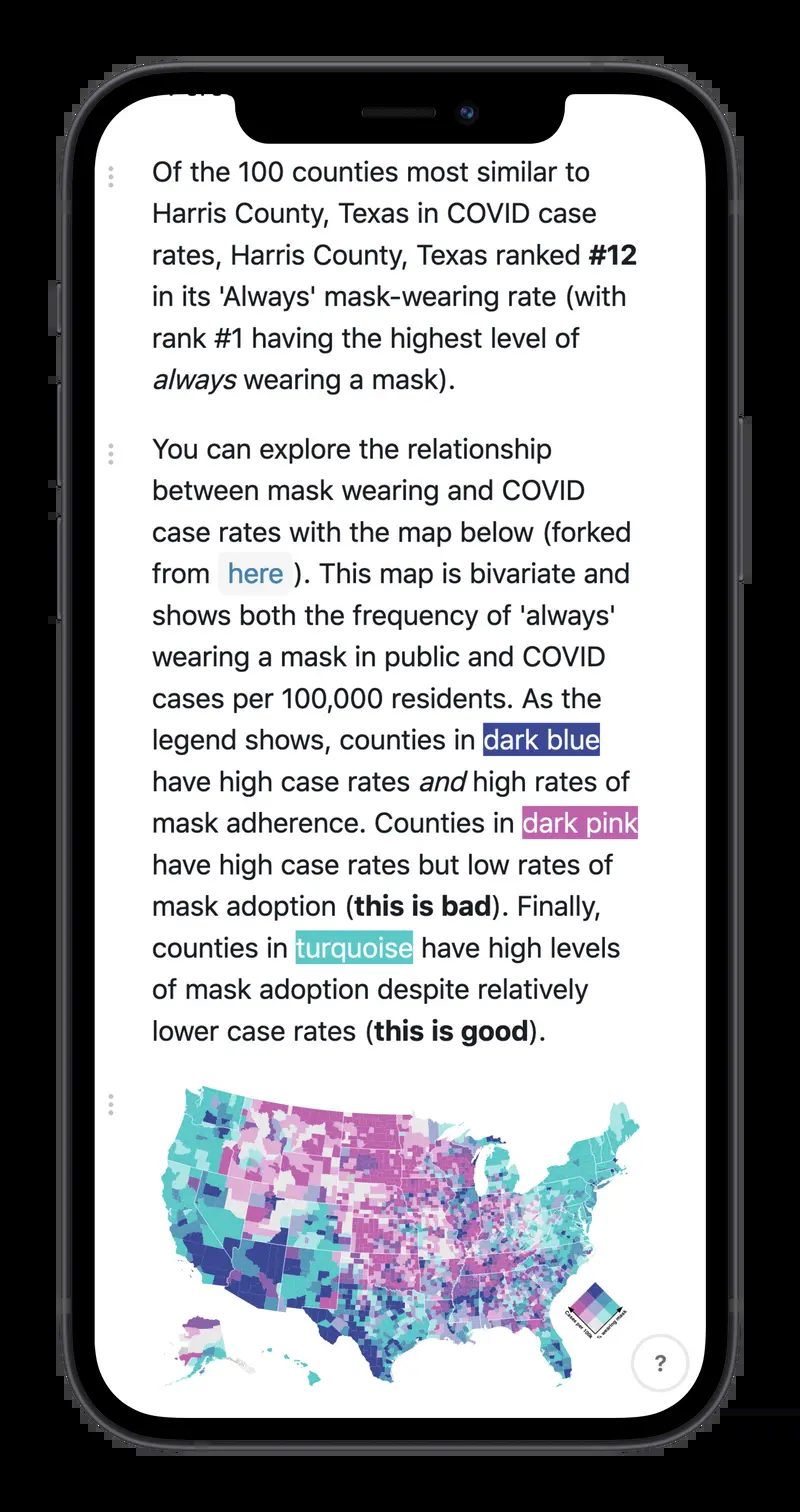 Of the 100 counties most similar to
Harris County, Texas in COVID case
rates, Harris County, Texas ranked #12
in its 'Always' mask-wearing rate (with
rank #1 having the highest level of
always wearing a mask).
You can explore the relationship
between mask wearing and COVID
case rates with the map below (forked
from here ). This map is bivariate and
shows both the frequency of 'always'
wearing a mask in public and COVID
cases per 100,000 residents. As the
legend shows, counties in dark blue
have high case rates and high rates of
mask adherence. Counties in dark pink
have high case rates but low rates of
mask adoption (this is bad). Finally,
counties in turquoise have high levels
of mask adoption despite relatively
lower case rates (this is good).
Cases per 100k
% wearing mask
?